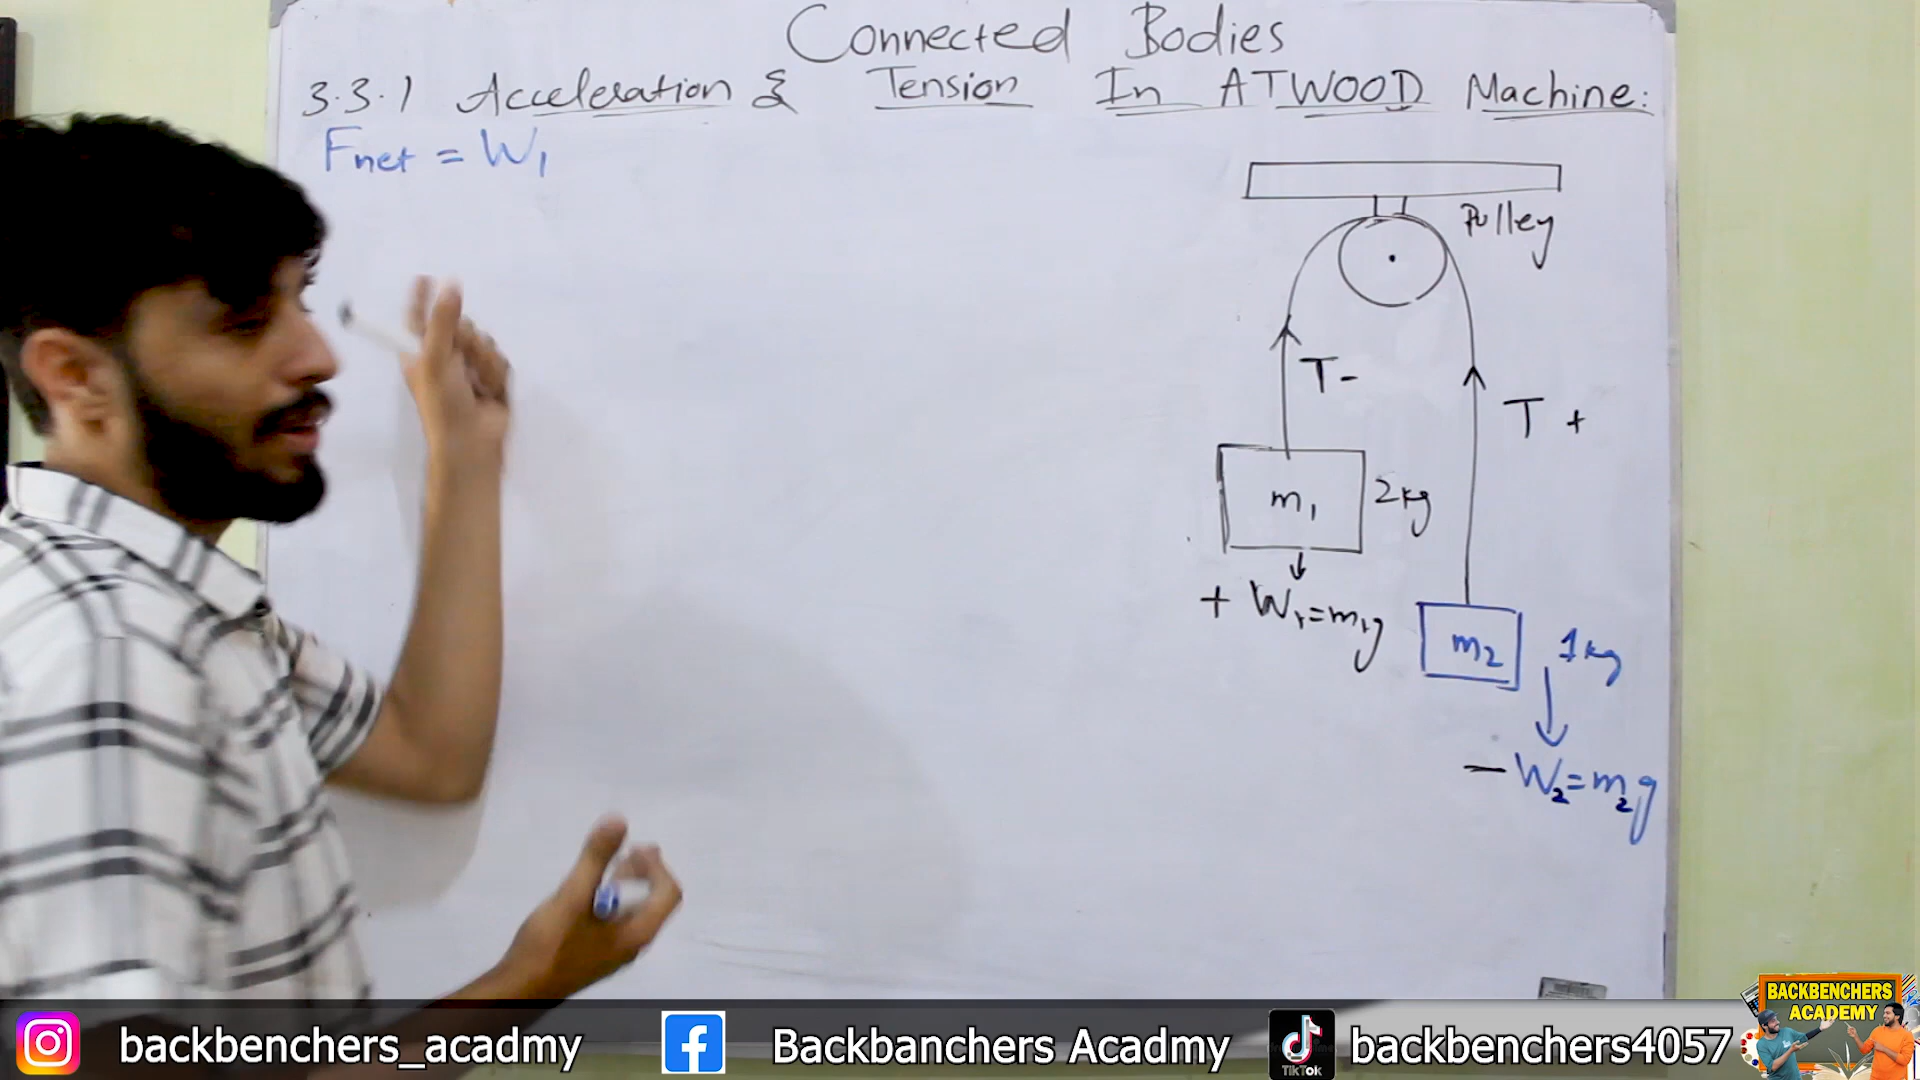 Connected Bodies
3.3.1 Acceleration & Tension In ATWOOD Machine:
Fnet = W1
Pulley
T -
T +
m1
2kg
+ W1=m1g
m2
1kg
- W2=m2g
BACKBENCHERS
ACADEMY
backbenchers_acadmy
Backbanchers Acadmy
TikTok
backbenchers4057